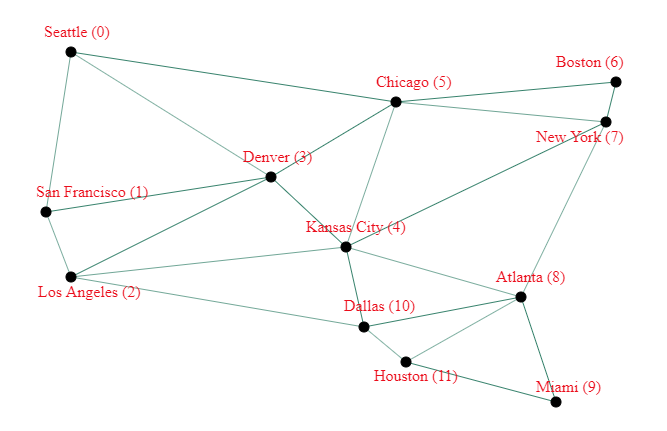 Seattle (0)
Boston (6)
Chicago (5)
New York (7)
Denver (3)
San Francisco (1)
Kansas City (4)
Atlanta (8)
Los Angeles (2)
Dallas (10)
Houston (11)
Miami (9)